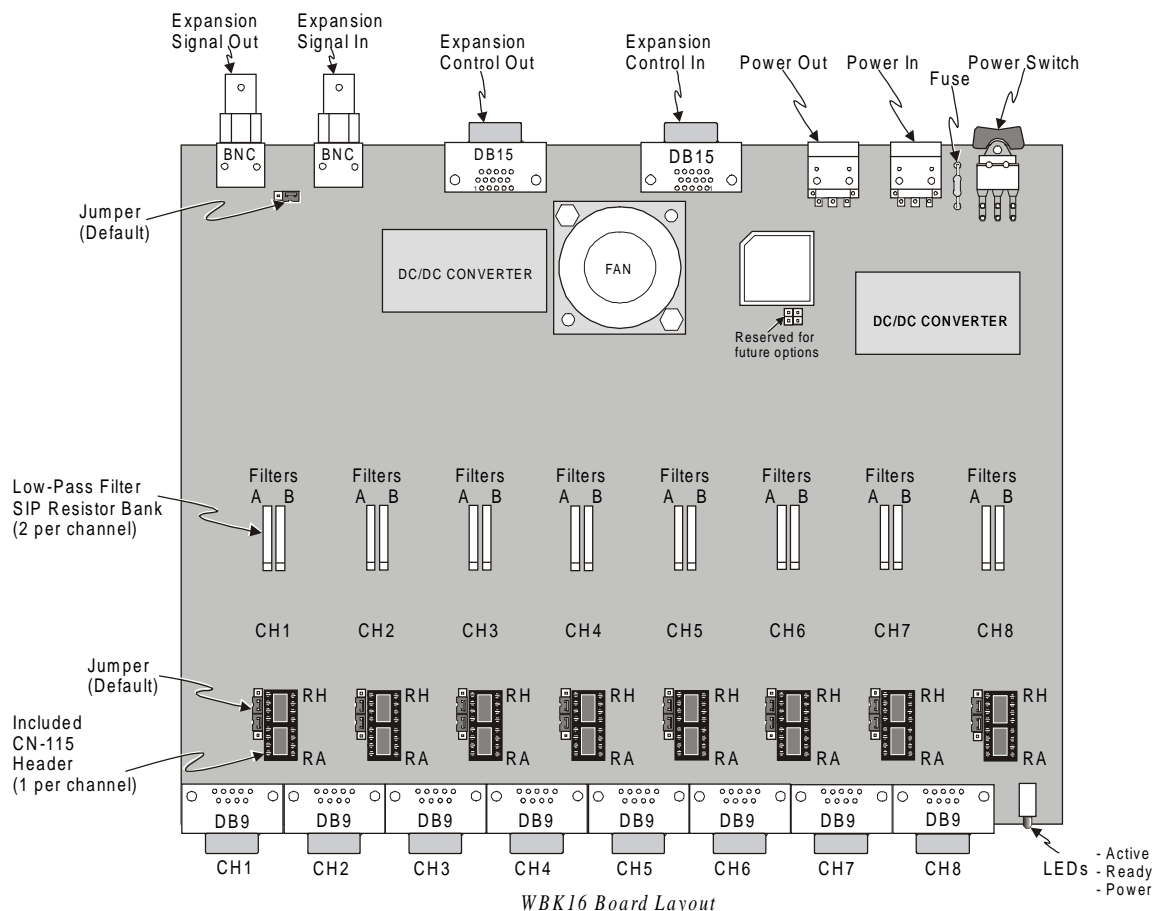 Expansion
Signal Out
Expansion
Signal In
Expansion
Control Out
Expansion
Control In
Power Out
Power In
Fuse
Power Switch
BNC
BNC
DB15
DB15
Jumper
(Default)
DC/DC CONVERTER
FAN
DC/DC CONVERTER
Reserved for
future options
Low-Pass Filter
SIP Resistor Bank
(2 per channel)
Filters
A B
Filters
A B
Filters
A B
Filters
A B
Filters
A B
Filters
A B
Filters
A B
Filters
A B
CH1 CH2 CH3 CH4 CH5 CH6 CH7 CH8
Jumper
(Default)
RH RH RH RH RH RH RH RH
Included
CN-115
Header
(1 per channel)
RA RA RA RA RA RA RA RA
DB9 DB9 DB9 DB9 DB9 DB9 DB9 DB9
CH1 CH2 CH3 CH4 CH5 CH6 CH7 CH8
LEDs
- Active
- Ready
- Power
WBK16 Board Layout